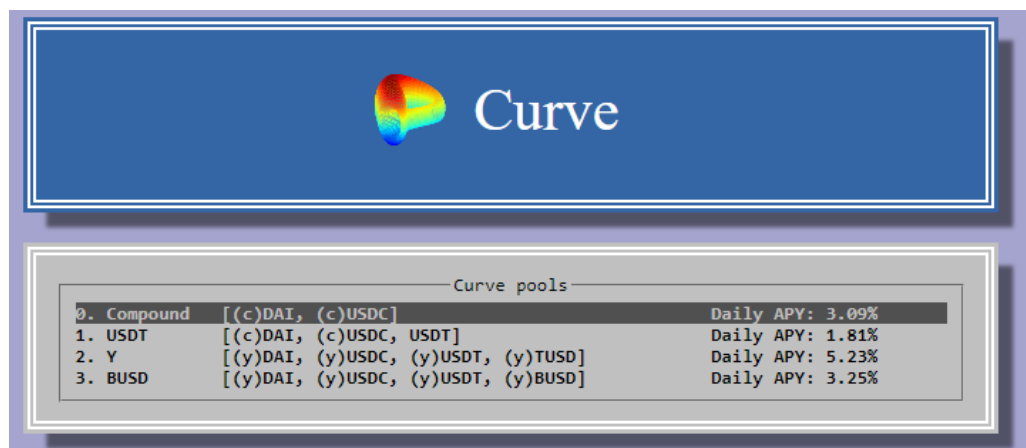 Curve
Curve pools
0. Compound [(c)DAI, (c)USDC] Daily APY: 3.09%
1. USDT [(c)DAI, (c)USDC, USDT] Daily APY: 1.81%
2. Y [(y)DAI, (y)USDC, (y)USDT, (y)TUSD] Daily APY: 5.23%
3. BUSD [(y)DAI, (y)USDC, (y)USDT, (y)BUSD] Daily APY: 3.25%